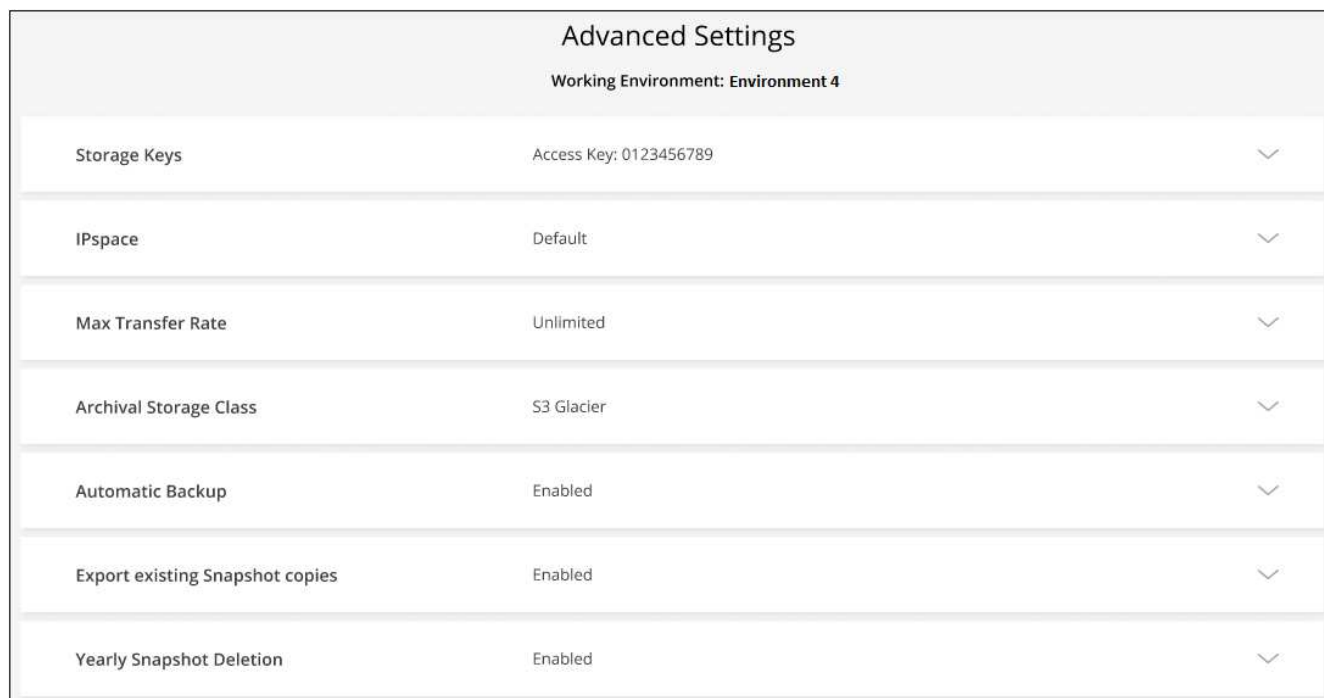 Advanced Settings
Working Environment: Environment 4
Storage Keys Access Key: 0123456789
IPspace Default
Max Transfer Rate Unlimited
Archival Storage Class S3 Glacier
Automatic Backup Enabled
Export existing Snapshot copies Enabled
Yearly Snapshot Deletion Enabled